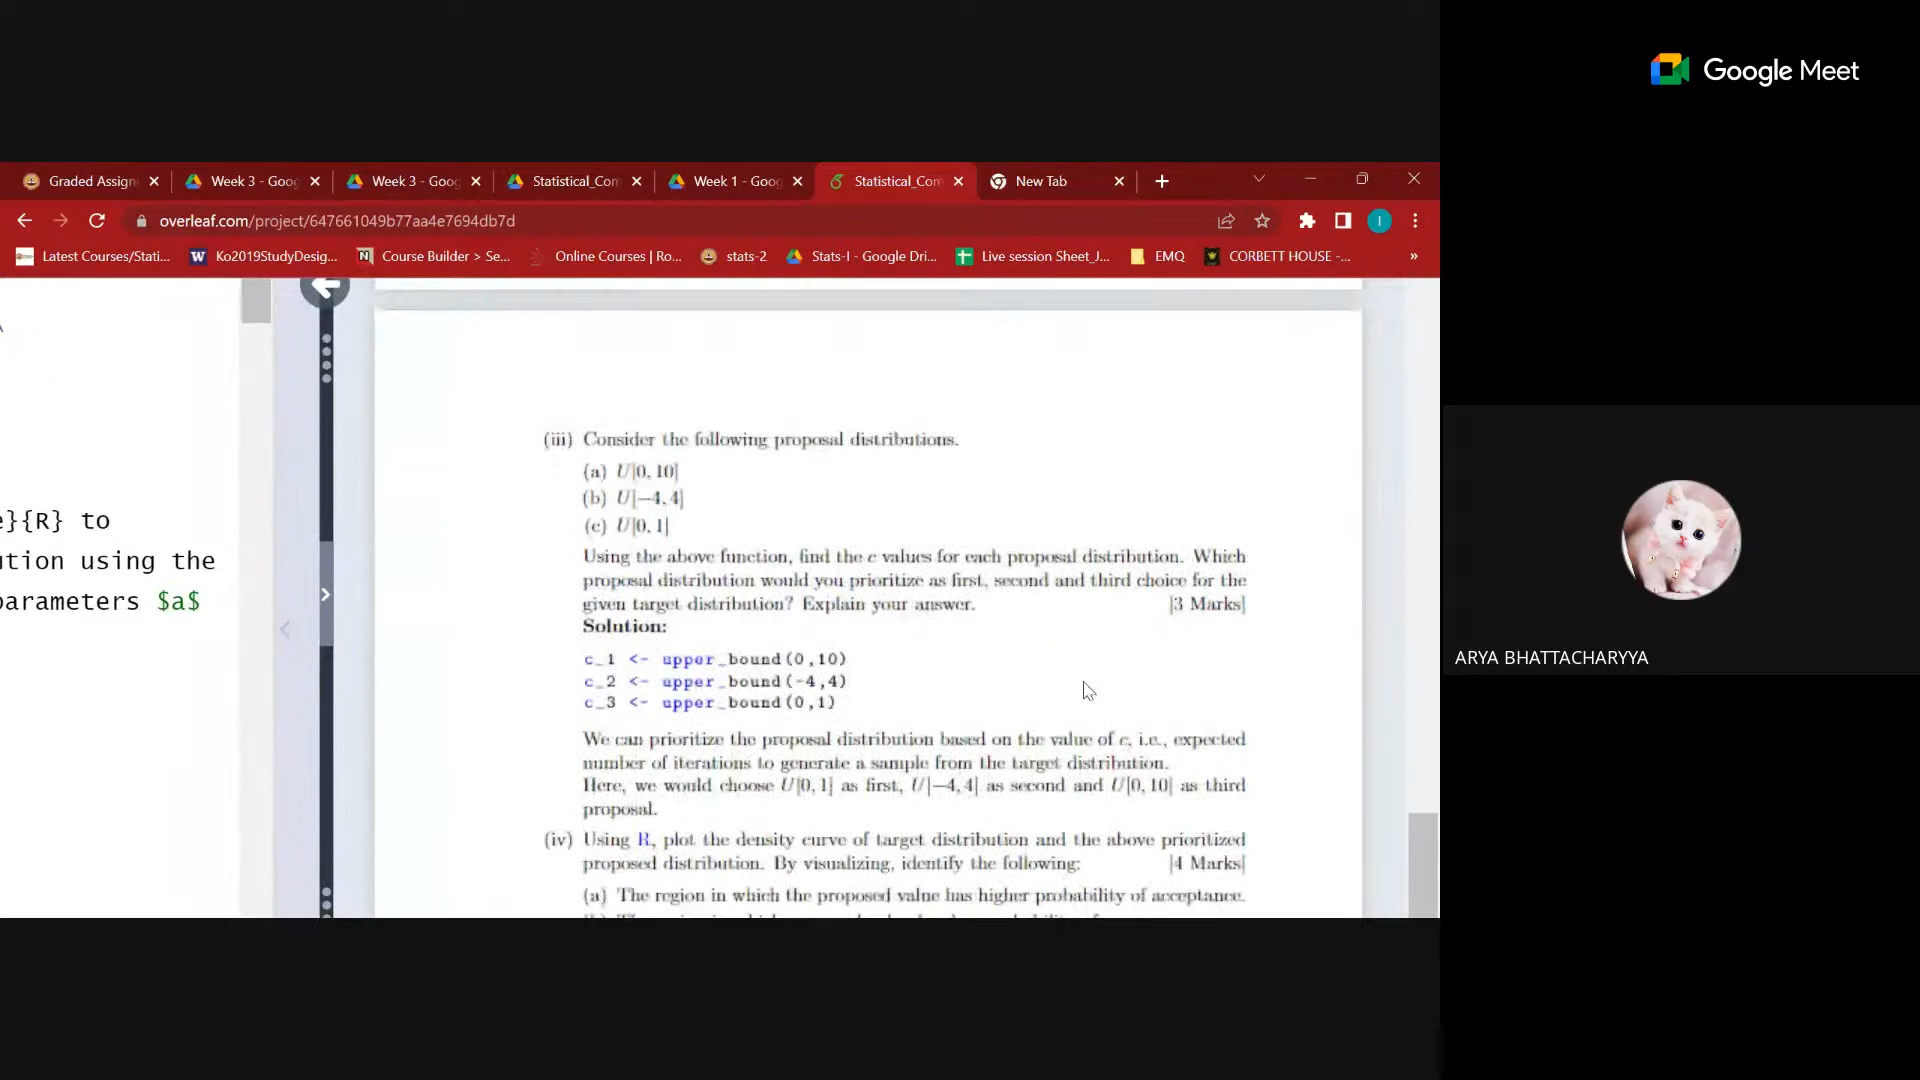 Google Meet
Graded Assign
Week 3 - Goog
Week 3 - Goog
Statistical_Com
Week 1 - Goog
Statistical_Com
New Tab
overleaf.com/project/647661049b77aa4e7694db7d
I
Latest Courses/Stati...
Ko2019StudyDesig...
Course Builder > Se...
Online Courses | Ro...
stats-2
Stats-I - Google Dri...
Live session Sheet_J...
EMQ
CORBETT HOUSE -...
»
e}{R} to
ution using the
parameters $a$
(iii) Consider the following proposal distributions.
(a) U[0, 10]
(b) U[−4, 4]
(c) U[0, 1]
Using the above function, find the c values for each proposal distribution. Which
proposal distribution would you prioritize as first, second and third choice for the
given target distribution? Explain your answer. [3 Marks]
Solution:
c_1 <- upper_bound(0,10)
c_2 <- upper_bound(-4,4)
c_3 <- upper_bound(0,1)
We can prioritize the proposal distribution based on the value of c, i.e., expected
number of iterations to generate a sample from the target distribution.
Here, we would choose U[0, 1] as first, U[−4, 4] as second and U[0, 10] as third
proposal.
(iv) Using R, plot the density curve of target distribution and the above prioritized
proposed distribution. By visualizing, identify the following: [4 Marks]
(a) The region in which the proposed value has higher probability of acceptance.
ARYA BHATTACHARYYA